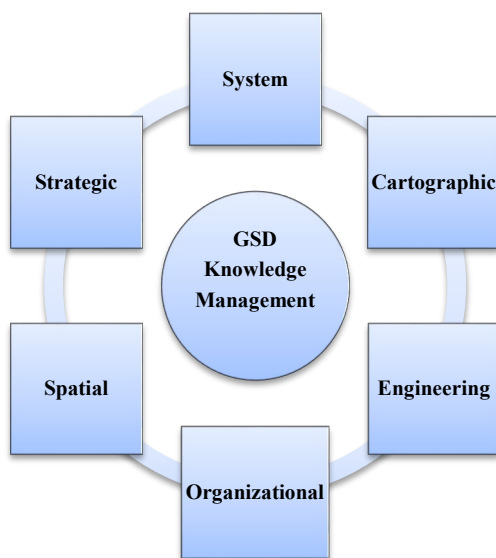 System
Strategic
Cartographic
GSD
Knowledge
Management
Spatial
Engineering
Organizational